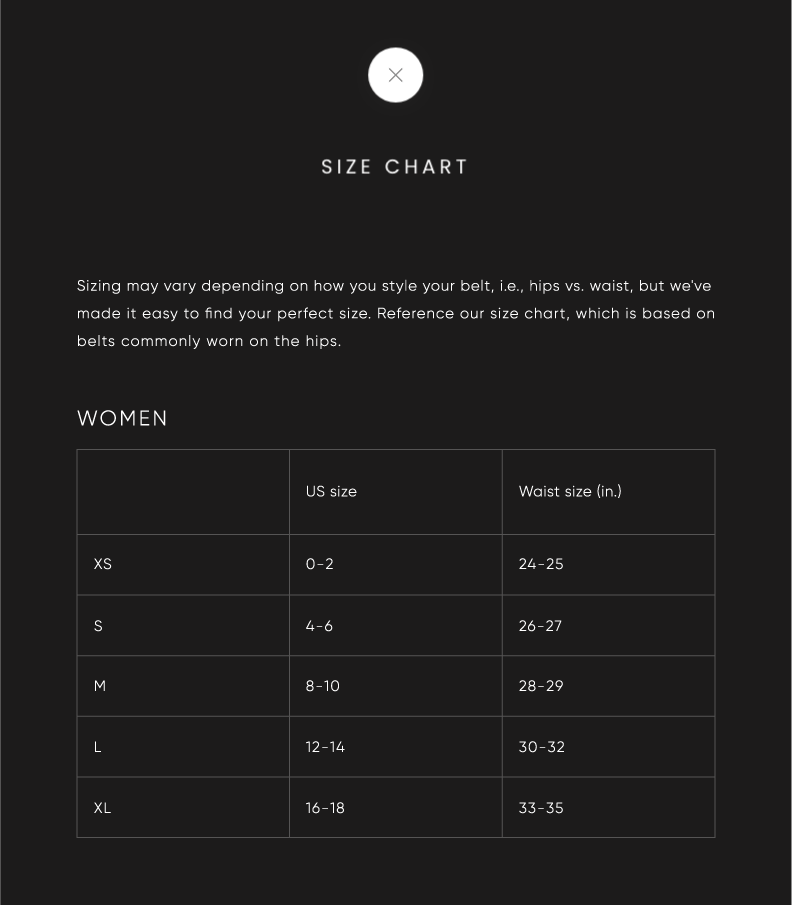 SIZE CHART
Sizing may vary depending on how you style your belt, i.e., hips vs. waist, but we've
made it easy to find your perfect size. Reference our size chart, which is based on
belts commonly worn on the hips.
WOMEN
US size Waist size (in.)
XS 0-2 24-25
S 4-6 26-27
M 8-10 28-29
L 12-14 30-32
XL 16-18 33-35